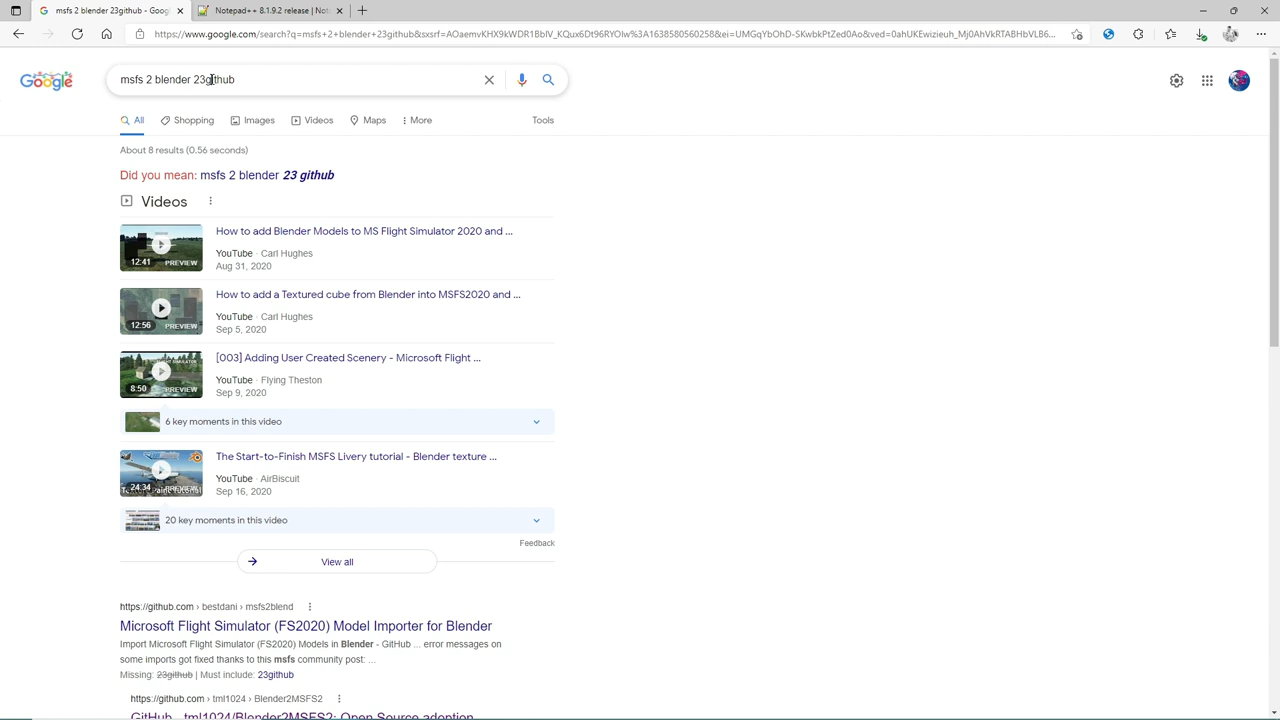 msfs 2 blender 23github - Goog
Notepad++ 8.1.9.2 release | Not
https://www.google.com/search?q=msfs+2+blender+23github&sxsrf=AOaemvKHX9kWDR1BbIV_KQux6Dt96RYOIw%3A1638580560258&ei=UMGqYbOhD-SKwbkPtZed0Ao&ved=0ahUKEwizieuh_Mj0AhVkRTABHbVLB6...
Google
msfs 2 blender 23github
All
Shopping
Images
Videos
Maps
More
Tools
About 8 results (0.56 seconds)
Did you mean: msfs 2 blender 23 github
Videos
How to add Blender Models to MS Flight Simulator 2020 and ...
YouTube · Carl Hughes
Aug 31, 2020
12:41 PREVIEW
How to add a Textured cube from Blender into MSFS2020 and ...
YouTube · Carl Hughes
Sep 5, 2020
12:56 PREVIEW
[003] Adding User Created Scenery - Microsoft Flight ...
YouTube · Flying Theston
Sep 9, 2020
8:50 PREVIEW
6 key moments in this video
The Start-to-Finish MSFS Livery tutorial - Blender texture ...
YouTube · AirBiscuit
Sep 16, 2020
24:34 PREVIEW
20 key moments in this video
Feedback
View all
https://github.com › bestdani › msfs2blend
Microsoft Flight Simulator (FS2020) Model Importer for Blender
Import Microsoft Flight Simulator (FS2020) Models in Blender - GitHub ... error messages on
some imports got fixed thanks to this msfs community post: ...
Missing: 23github | Must include: 23github
https://github.com › tml1024 › Blender2MSFS2
GitHub - tml1024/Blender2MSFS2: Open Source adoption